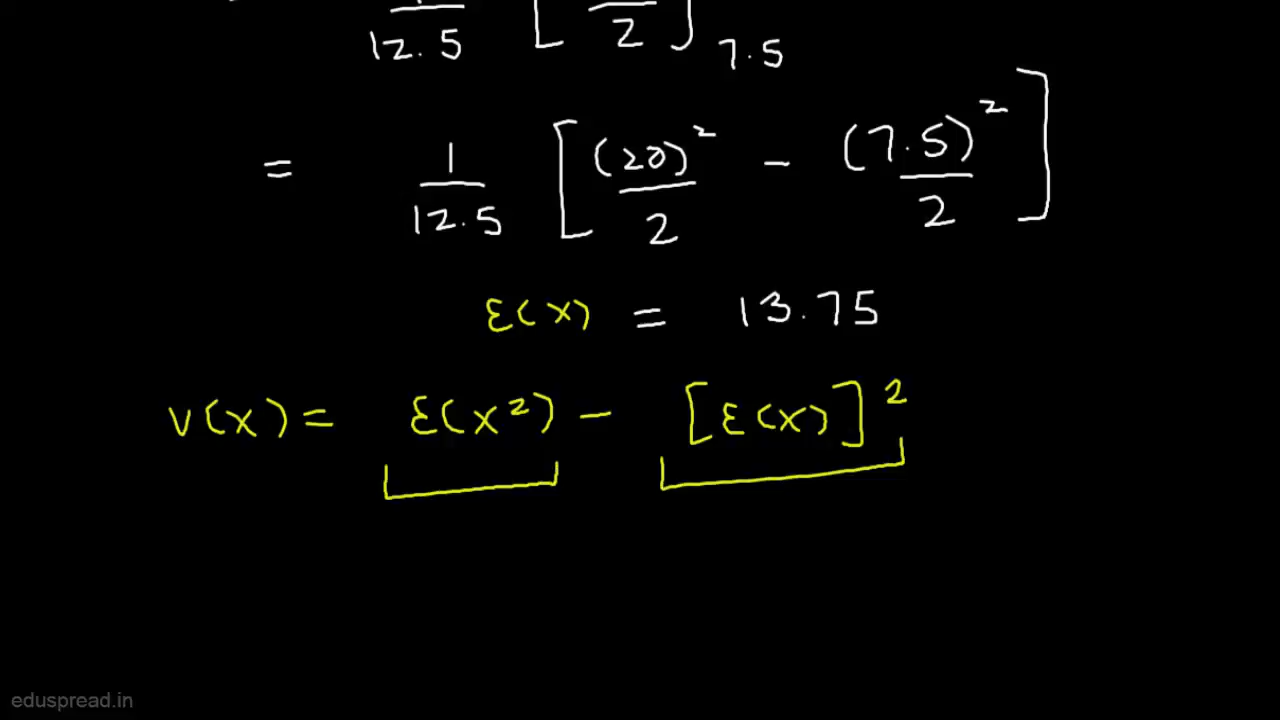 12.5 [ 2 ] 7.5
= 1/12.5 [ (20)²/2 - (7.5)²/2 ]
E(X) = 13.75
V(X) = E(X²) - [E(X)]²
eduspread.in